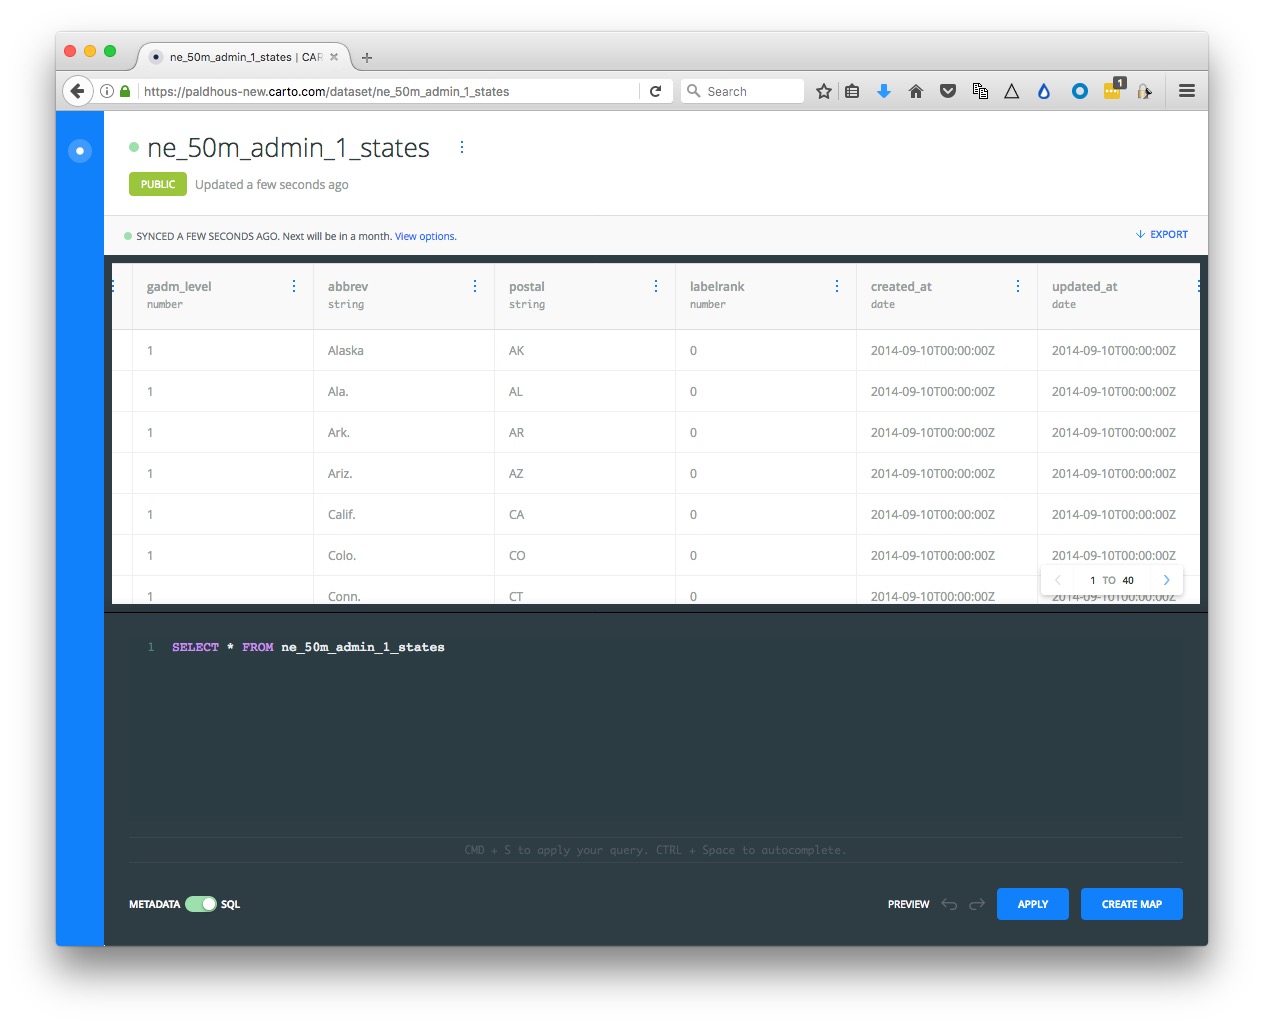 ne_50m_admin_1_states | CAR
https://paldhous-new.carto.com/dataset/ne_50m_admin_1_states
Search
1
ne_50m_admin_1_states
PUBLIC Updated a few seconds ago
SYNCED A FEW SECONDS AGO. Next will be in a month. View options.
EXPORT
gadm_level abbrev postal labelrank created_at updated_at
number string string number date date
1 Alaska AK 0 2014-09-10T00:00:00Z 2014-09-10T00:00:00Z
1 Ala. AL 0 2014-09-10T00:00:00Z 2014-09-10T00:00:00Z
1 Ark. AR 0 2014-09-10T00:00:00Z 2014-09-10T00:00:00Z
1 Ariz. AZ 0 2014-09-10T00:00:00Z 2014-09-10T00:00:00Z
1 Calif. CA 0 2014-09-10T00:00:00Z 2014-09-10T00:00:00Z
1 Colo. CO 0 2014-09-10T00:00:00Z 2014-09-10T00:00:00Z
1 Conn. CT 0 2014-09-10T00:00:00Z 2014-09-10T00:00:00Z
1 TO 40
1 SELECT * FROM ne_50m_admin_1_states
CMD + S to apply your query. CTRL + Space to autocomplete.
METADATA SQL
PREVIEW APPLY CREATE MAP